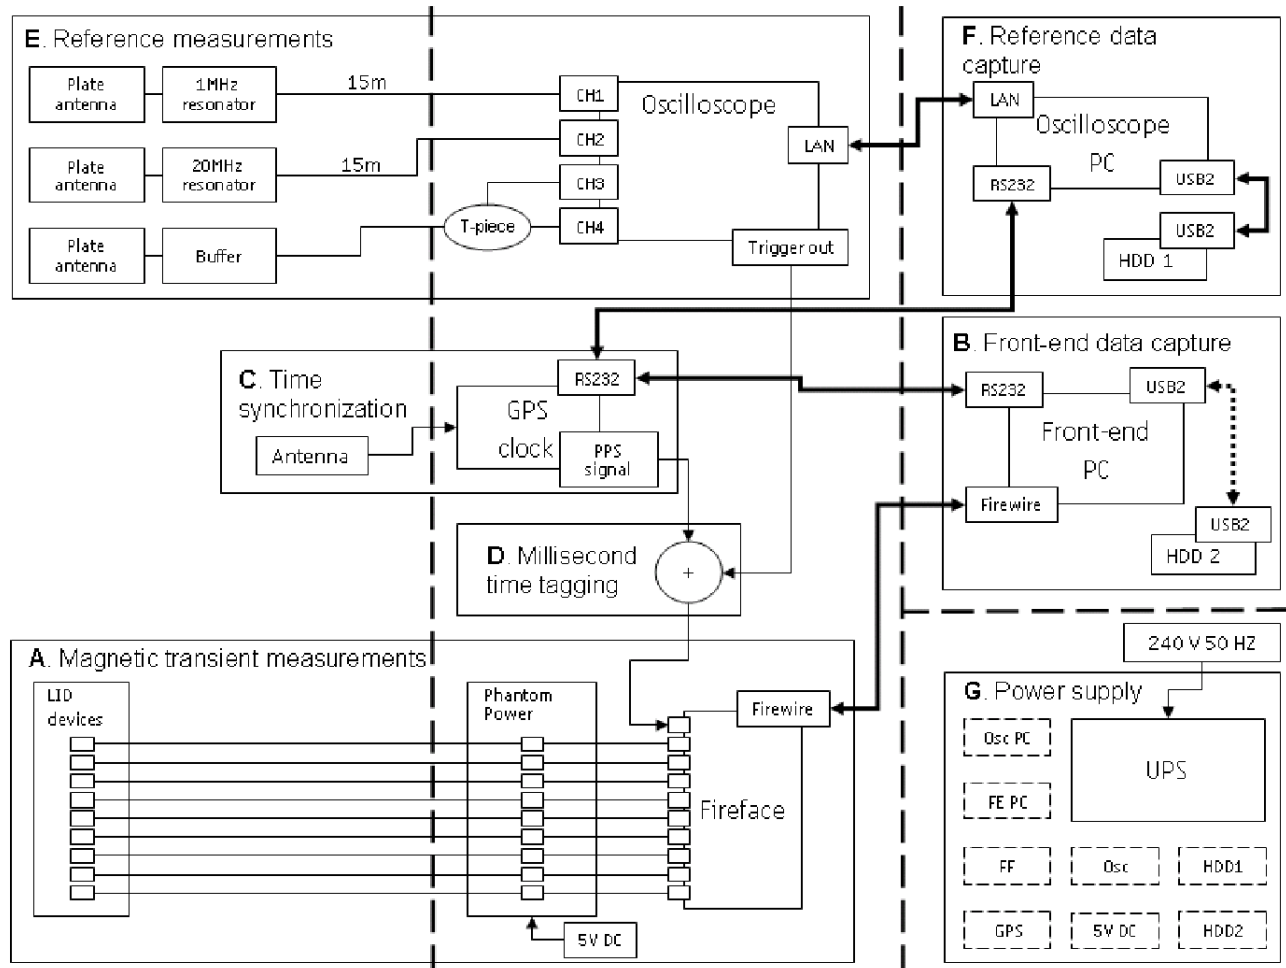 E. Reference measurements
Plate
antenna
1MHz
resonator
15m
CH1
Oscilloscope
Plate
antenna
20MHz
resonator
15m
CH2
LAN
CH3
T-piece
CH4
Plate
antenna
Buffer
Trigger out
F. Reference data
capture
LAN
Oscilloscope
PC
RS232
USB2
USB2
HDD 1
C. Time
synchronization
RS232
GPS
clock
Antenna
PPS
signal
B. Front-end data capture
RS232
USB2
Front-end
PC
Firewire
USB2
HDD 2
D. Millisecond
time tagging
+
A. Magnetic transient measurements
LID
devices
Phantom
Power
Firewire
Fireface
5V DC
240 V 50 HZ
G. Power supply
Osc PC
UPS
FE PC
FF
Osc
HDD1
GPS
5V DC
HDD2